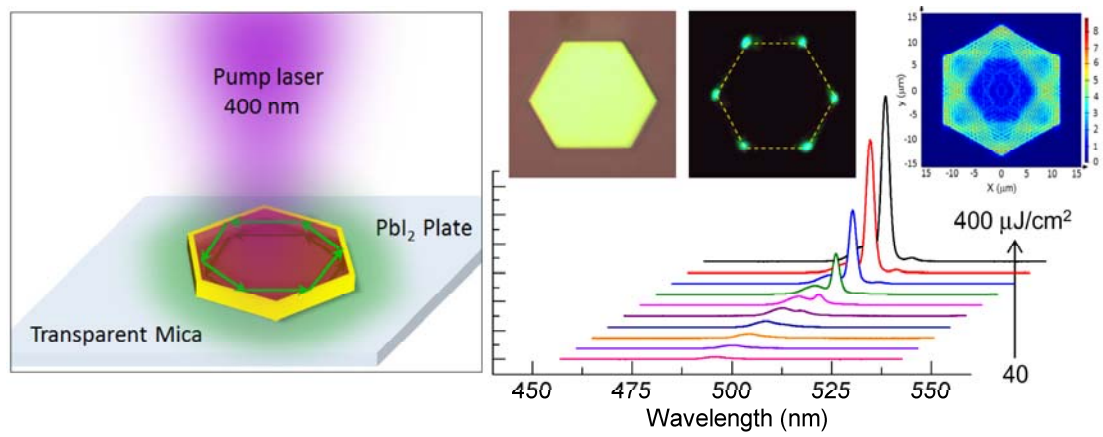 Pump laser
400 nm
PbI₂ Plate
Transparent Mica
15
10
5
0
-5
-10
-15
y (μm)
-15 -10 -5 0 5 10 15
X (μm)
8
7
6
5
4
3
2
1
0
400 μJ/cm²
40
450 475 500 525 550
Wavelength (nm)